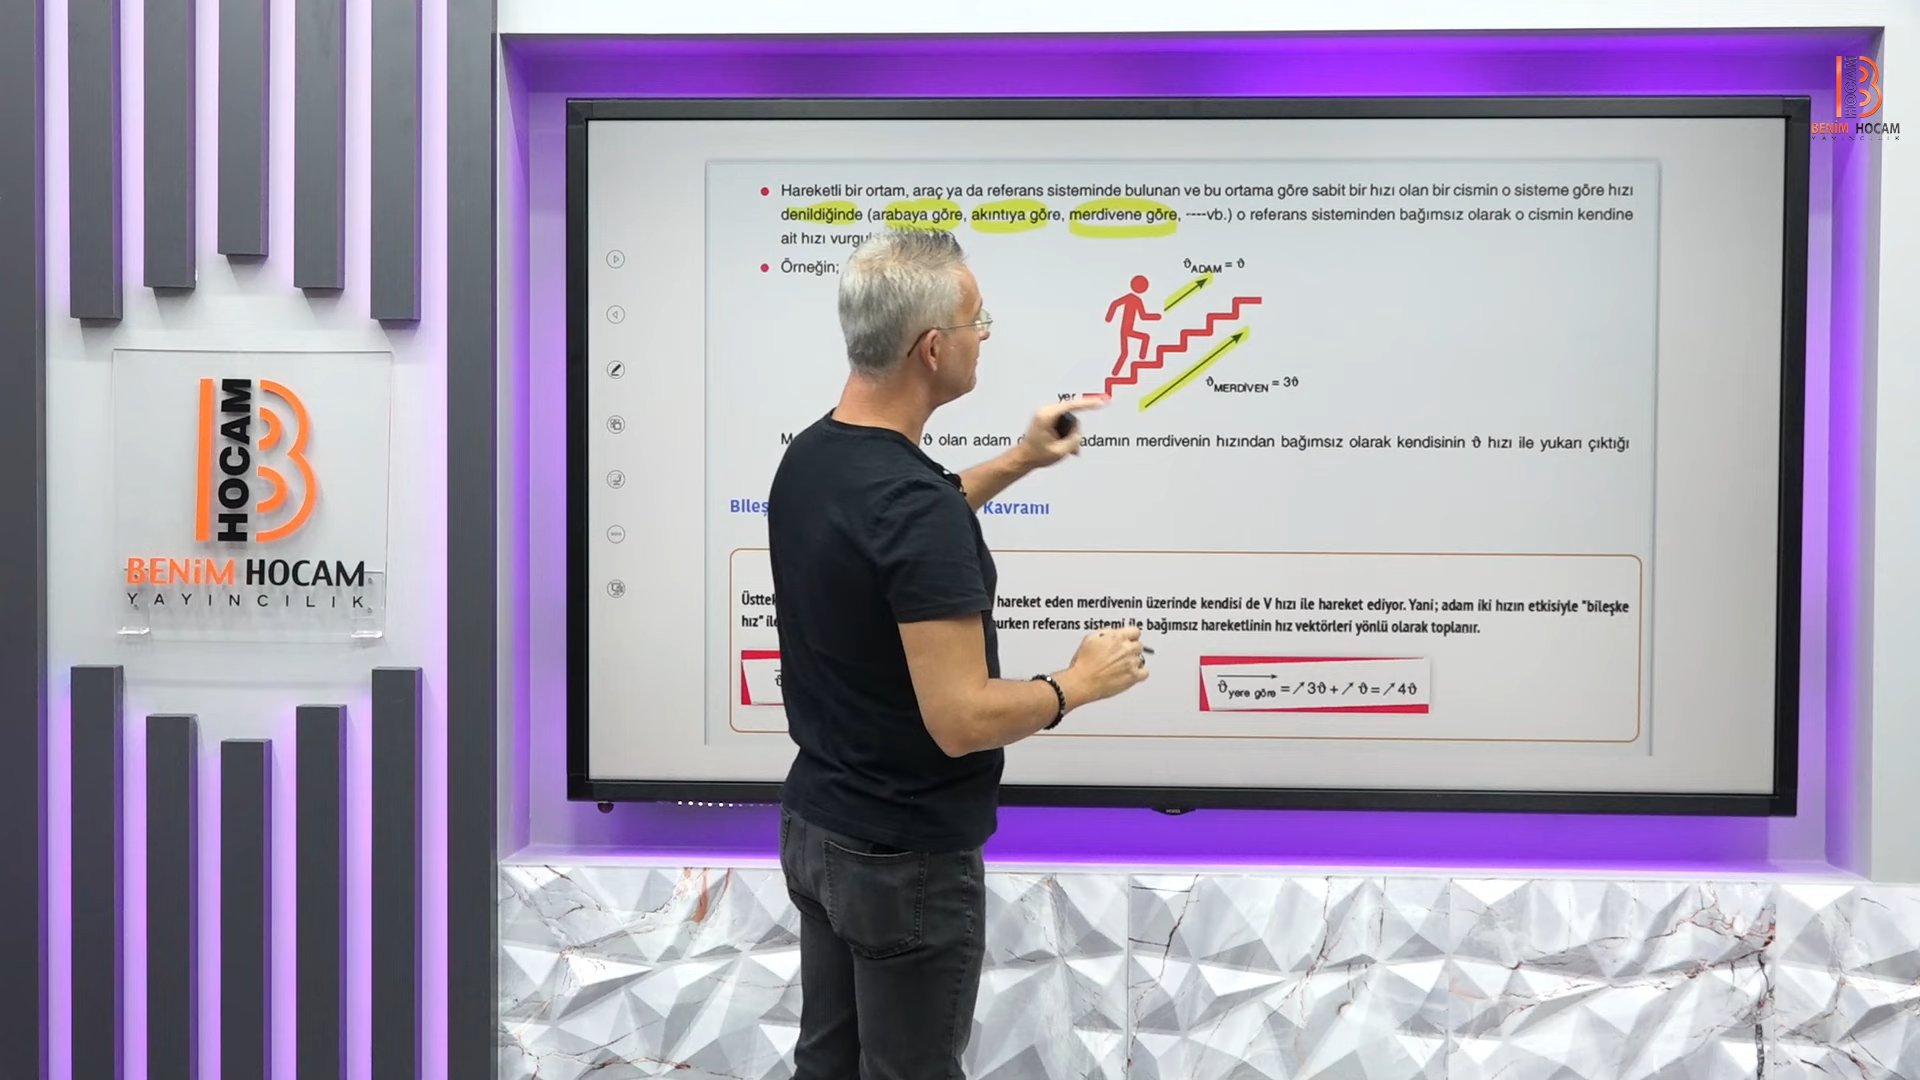 Hareketli bir ortam, araç ya da referans sisteminde bulunan ve bu ortama göre sabit bir hızı olan bir cismin o sisteme göre hızı
denildiğinde (arabaya göre, akıntıya göre, merdivene göre, ----vb.) o referans sisteminden bağımsız olarak o cismin kendine
ait hızı
Örneğin;
ϑADAM = ϑ
ϑMERDİVEN = 3ϑ
yer
ϑ olan adam adamın merdivenin hızından bağımsız olarak kendisinin ϑ hızı ile yukarı çıktığı
Kavramı
hareket eden merdivenin üzerinde kendisi de V hızı ile hareket ediyor. Yani; adam iki hızın etkisiyle "bileşke
hız" referans sistemi ile bağımsız hareketlinin hız vektörleri yönlü olarak toplanır.
ϑyere göre = ↗3ϑ + ↗ϑ = ↗4ϑ
B HOCAM
BENİM HOCAM
YAYINCILIK
B HOCAM
BENİM HOCAM
YAYINCILIK